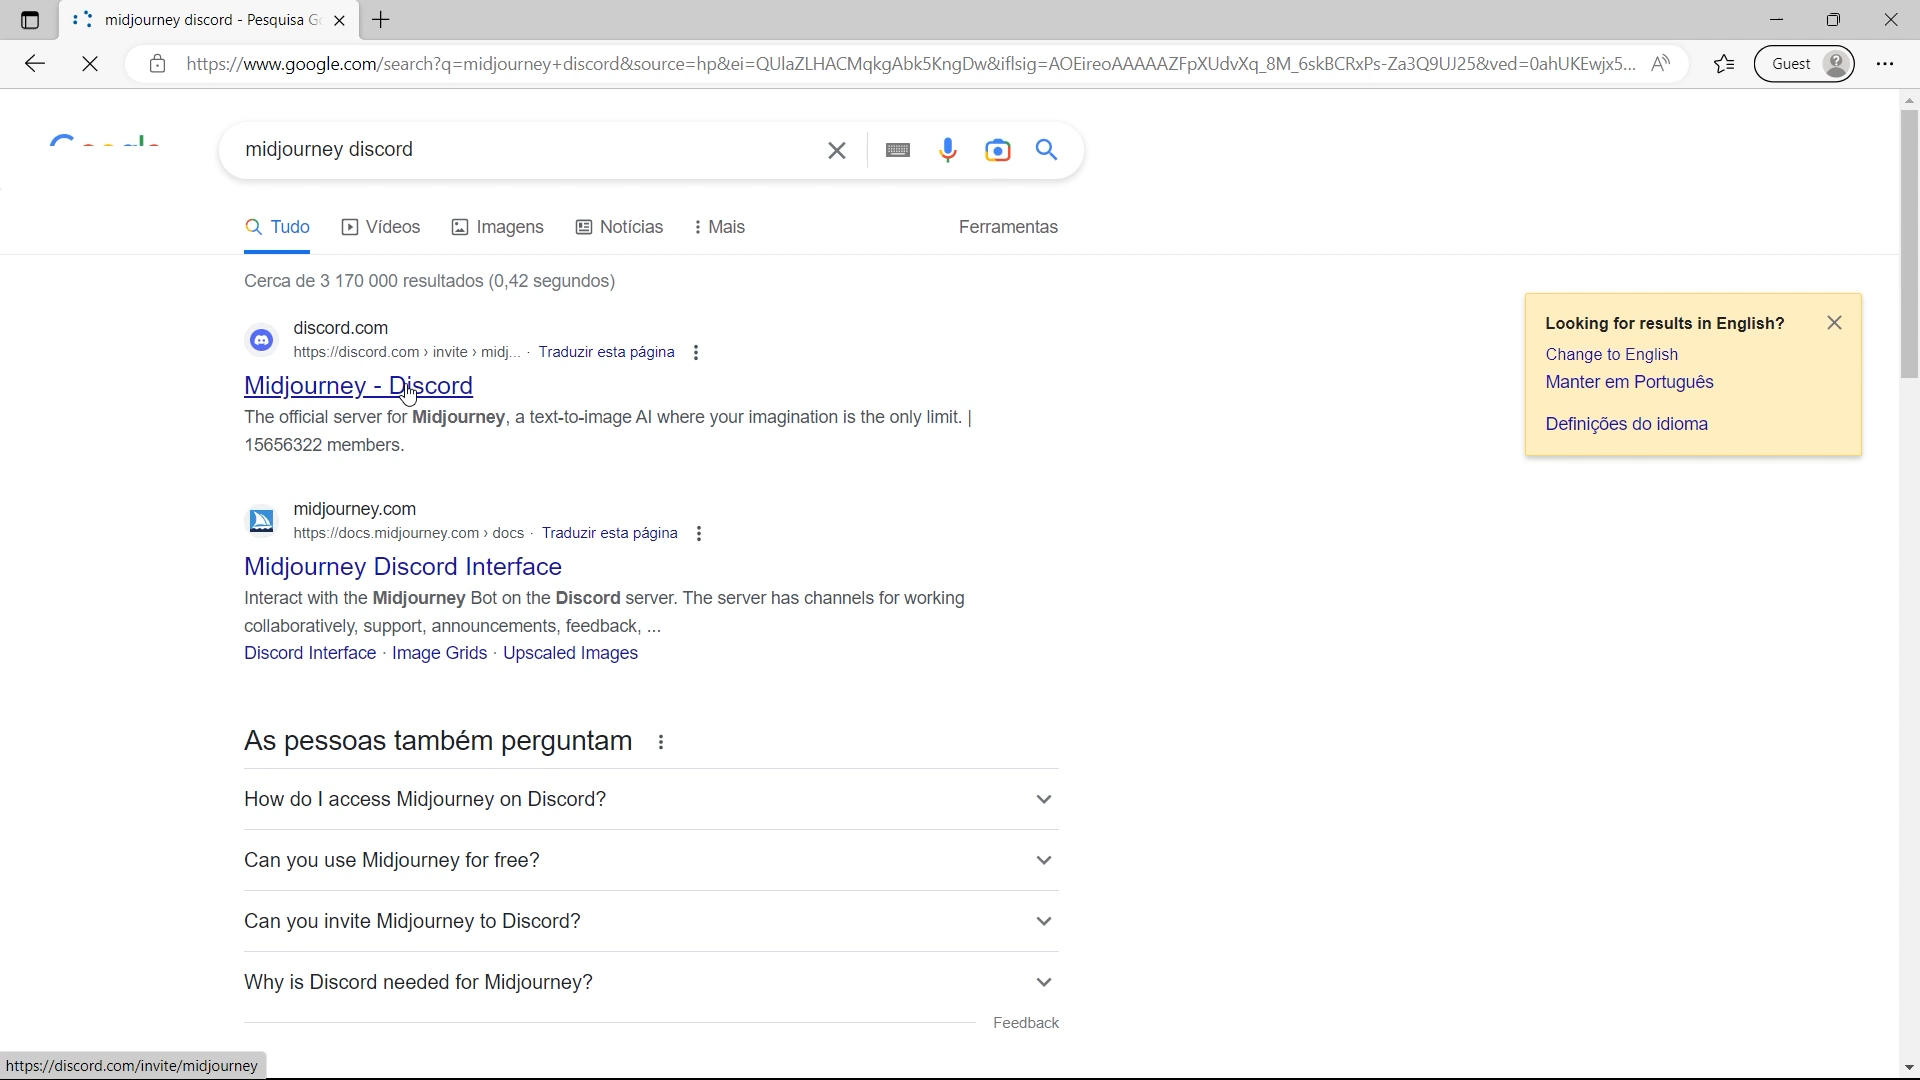 midjourney discord - Pesquisa G
https://www.google.com/search?q=midjourney+discord&source=hp&ei=QUlaZLHACMqkgAbk5KngDw&iflsig=AOEireoAAAAAZFpXUdvXq_8M_6skBCRxPs-Za3Q9UJ25&ved=0ahUKEwjx5...
Guest
midjourney discord
Tudo
Vídeos
Imagens
Notícias
Mais
Ferramentas
Cerca de 3 170 000 resultados (0,42 segundos)
discord.com
https://discord.com › invite › midj... · Traduzir esta página
Midjourney - Discord
The official server for Midjourney, a text-to-image AI where your imagination is the only limit. |
15656322 members.
Looking for results in English?
Change to English
Manter em Português
Definições do idioma
midjourney.com
https://docs.midjourney.com › docs · Traduzir esta página
Midjourney Discord Interface
Interact with the Midjourney Bot on the Discord server. The server has channels for working
collaboratively, support, announcements, feedback, ...
Discord Interface · Image Grids · Upscaled Images
As pessoas também perguntam
How do I access Midjourney on Discord?
Can you use Midjourney for free?
Can you invite Midjourney to Discord?
Why is Discord needed for Midjourney?
Feedback
https://discord.com/invite/midjourney